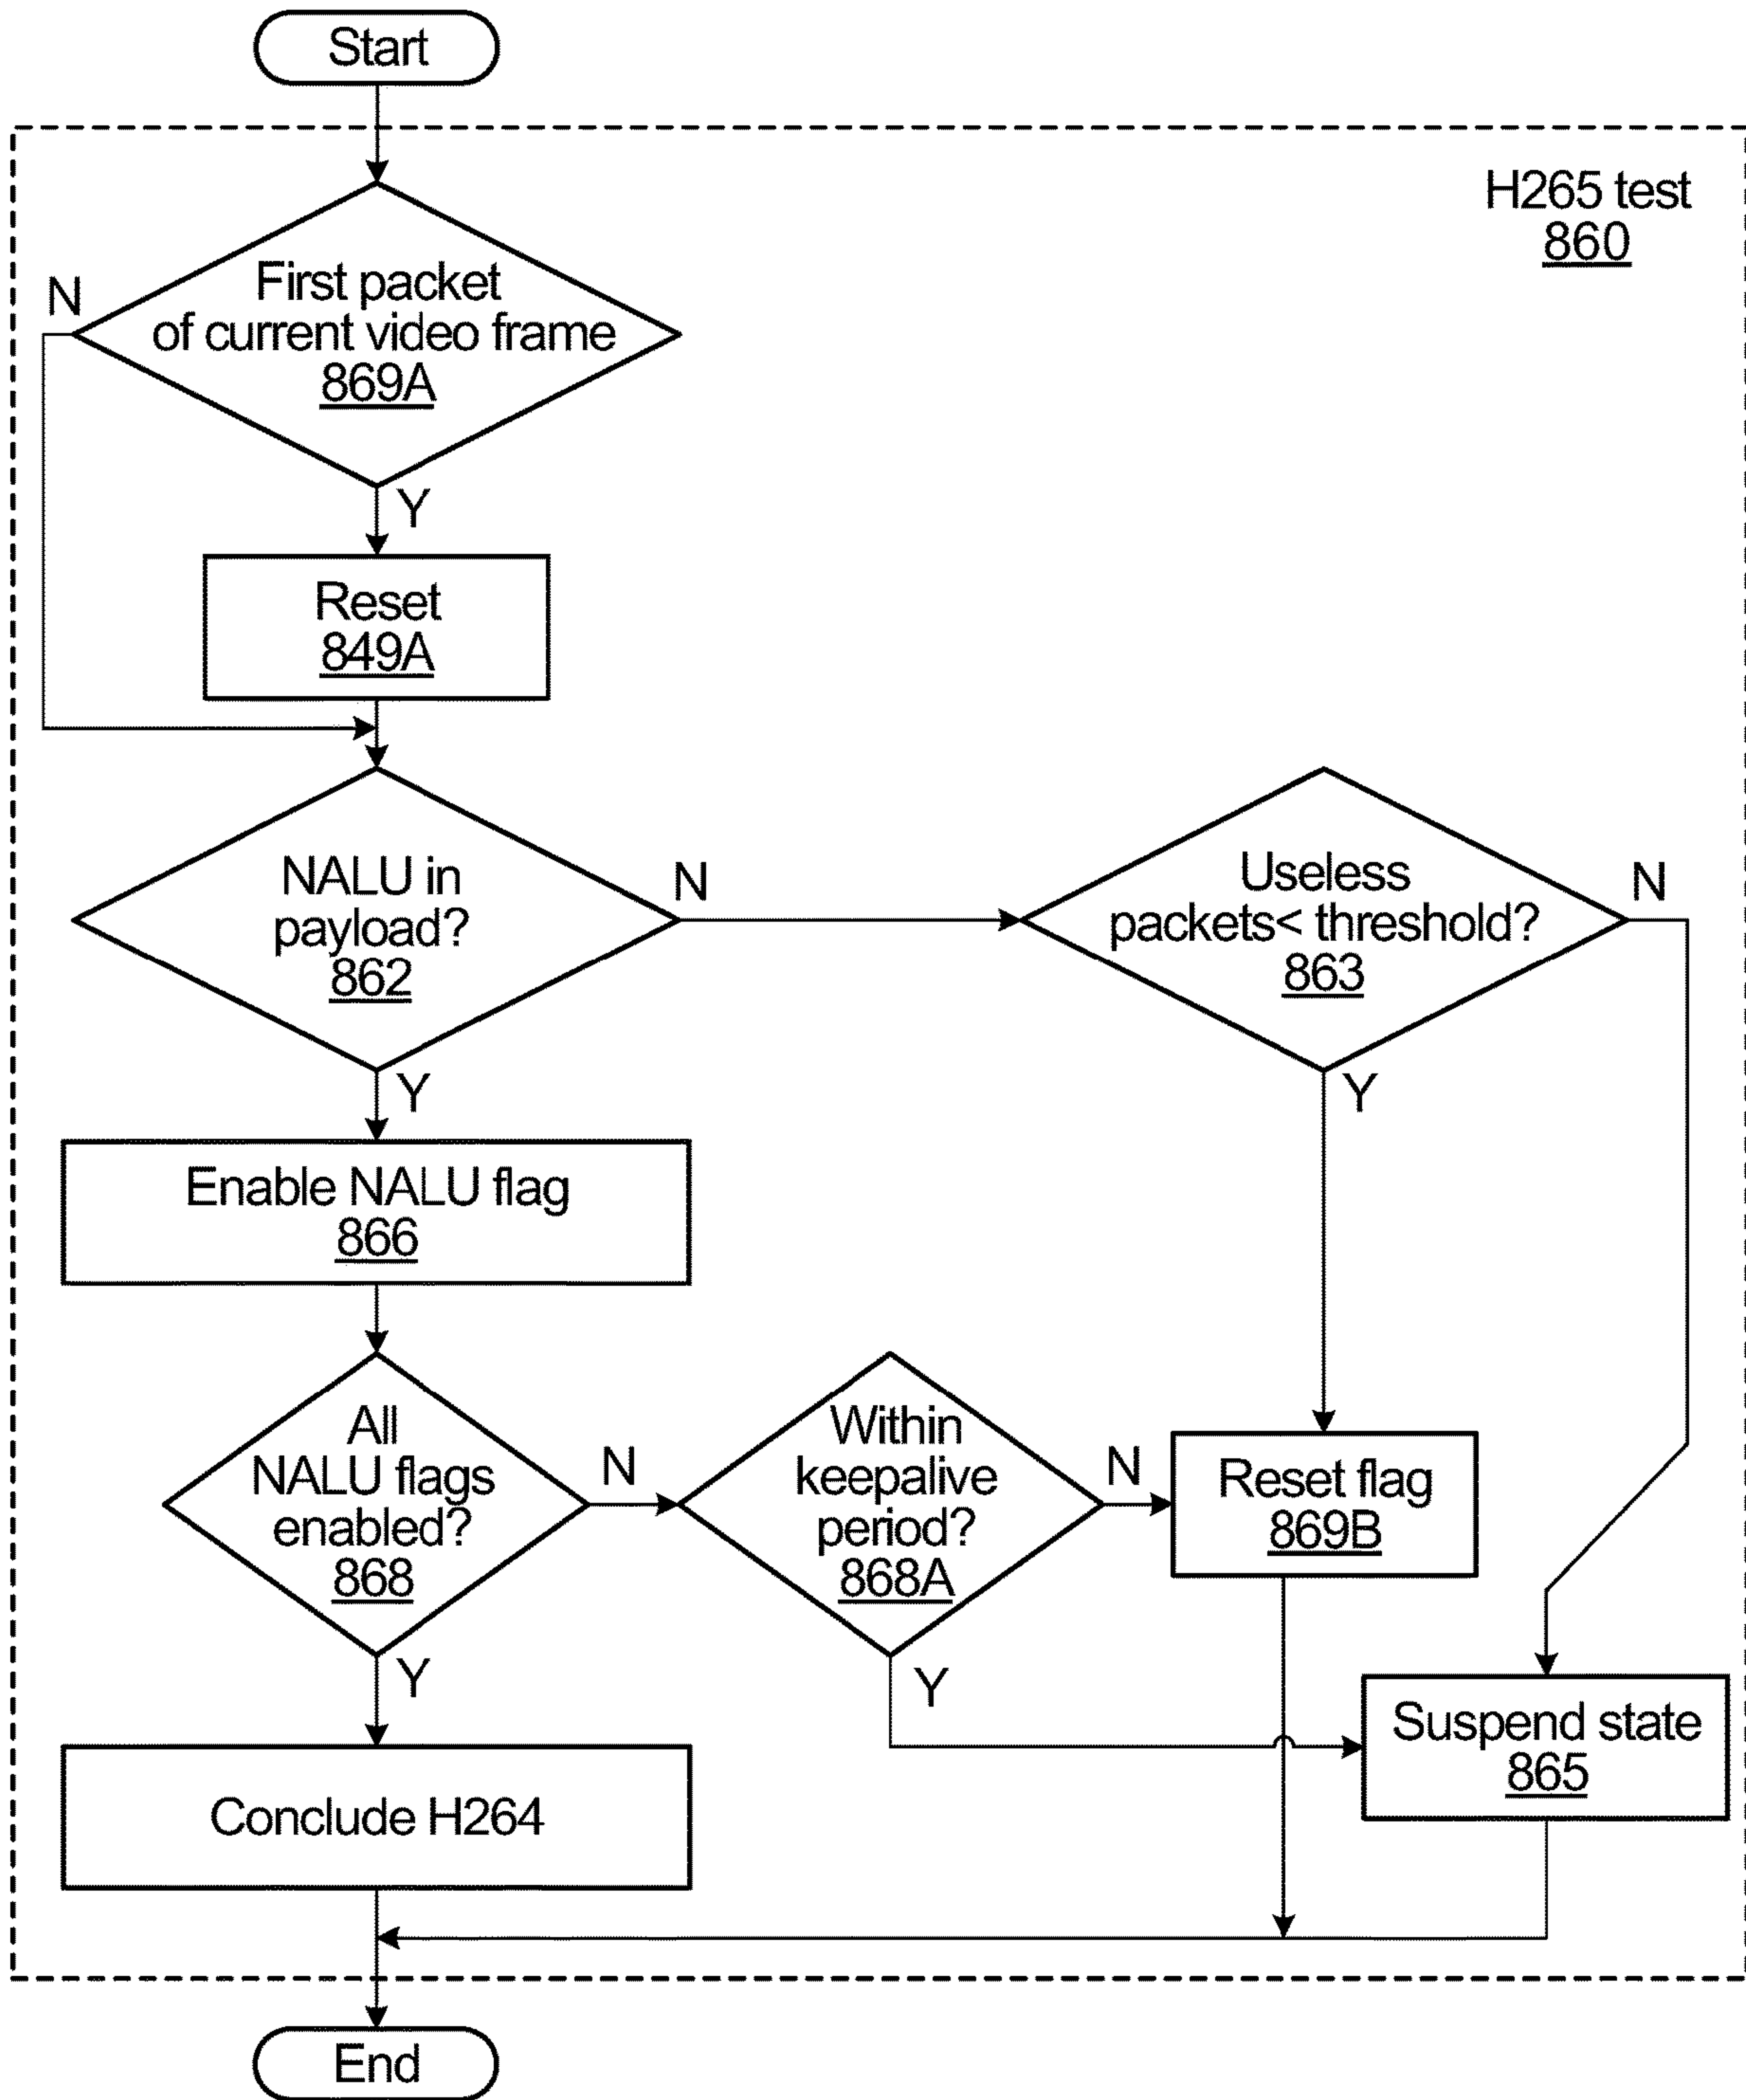 Start
H265 test
860
First packet
of current video frame
869A
N
Y
Reset
849A
NALU in
payload?
862
N
Useless
packets< threshold?
863
N
Y
Y
Enable NALU flag
866
All
NALU flags
enabled?
868
N
Within
keepalive
period?
868A
N
Reset flag
869B
Y
Y
Suspend state
865
Conclude H264
End